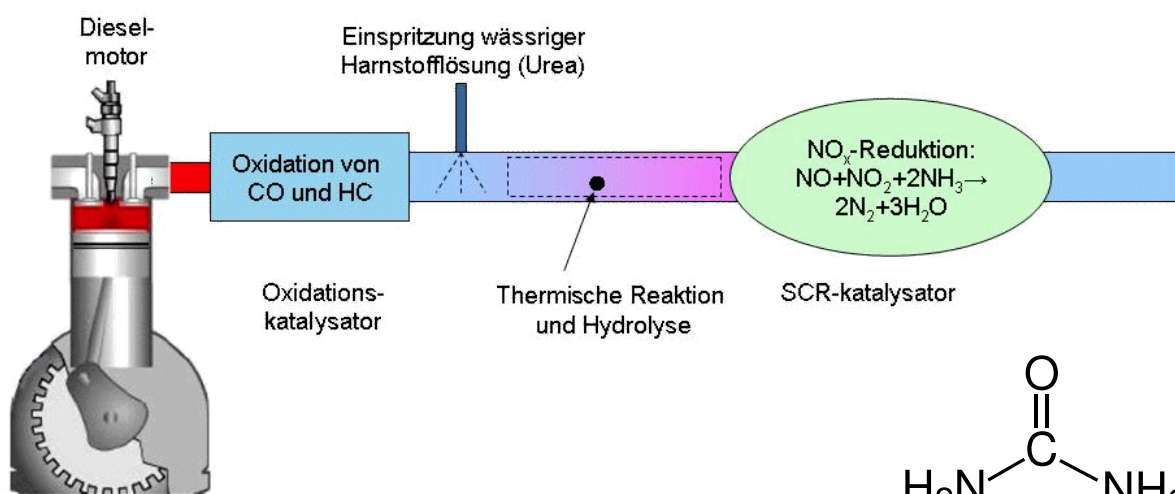 Diesel-
motor
Einspritzung wässriger
Harnstofflösung (Urea)
Oxidation von
CO und HC
NOₓ-Reduktion:
NO+NO₂+2NH₃→
2N₂+3H₂O
Oxidations-
katalysator
Thermische Reaktion
und Hydrolyse
SCR-katalysator
O
C
H₂N NH₂